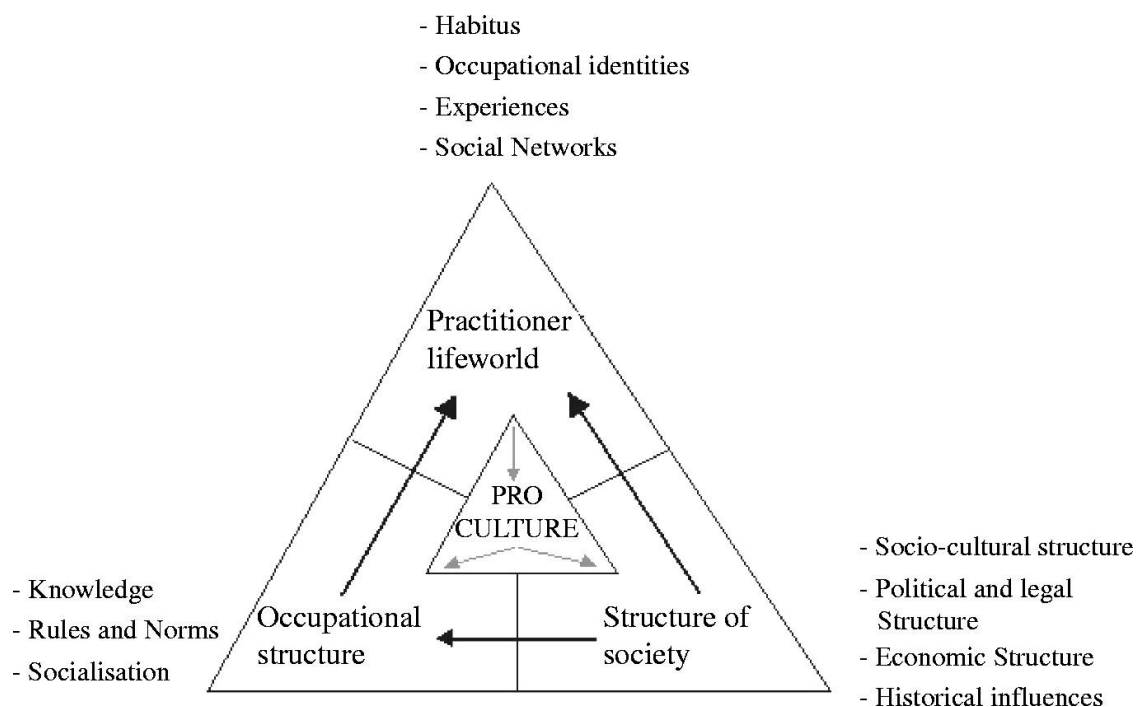 - Habitus
- Occupational identities
- Experiences
- Social Networks
Practitioner
lifeworld
PRO
CULTURE
- Knowledge
- Rules and Norms
- Socialisation
Occupational
structure
Structure of
society
- Socio-cultural structure
- Political and legal
Structure
- Economic Structure
- Historical influences